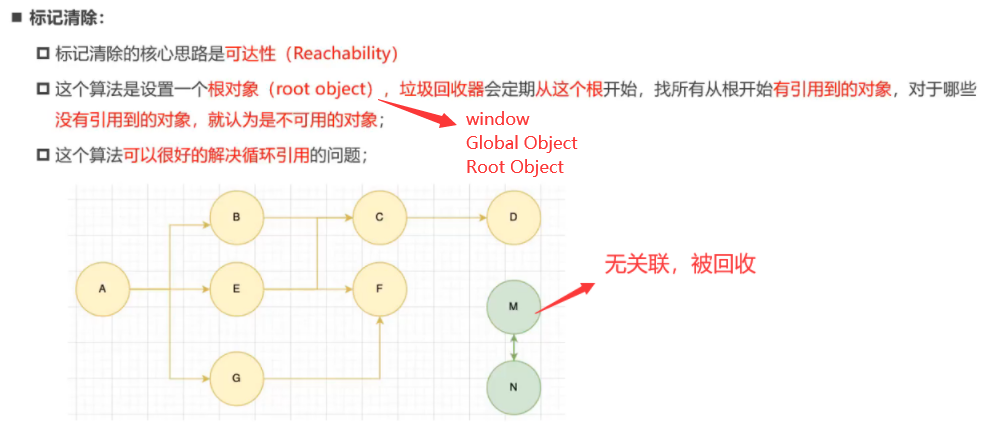 标记清除：
标记清除的核心思路是可达性（Reachability）
这个算法是设置一个根对象（root object），垃圾回收器会定期从这个根开始，找所有从根开始有引用到的对象，对于哪些
没有引用到的对象，就认为是不可用的对象；
window
Global Object
Root Object
这个算法可以很好的解决循环引用的问题；
B
C
D
无关联，被回收
A
E
F
M
G
N